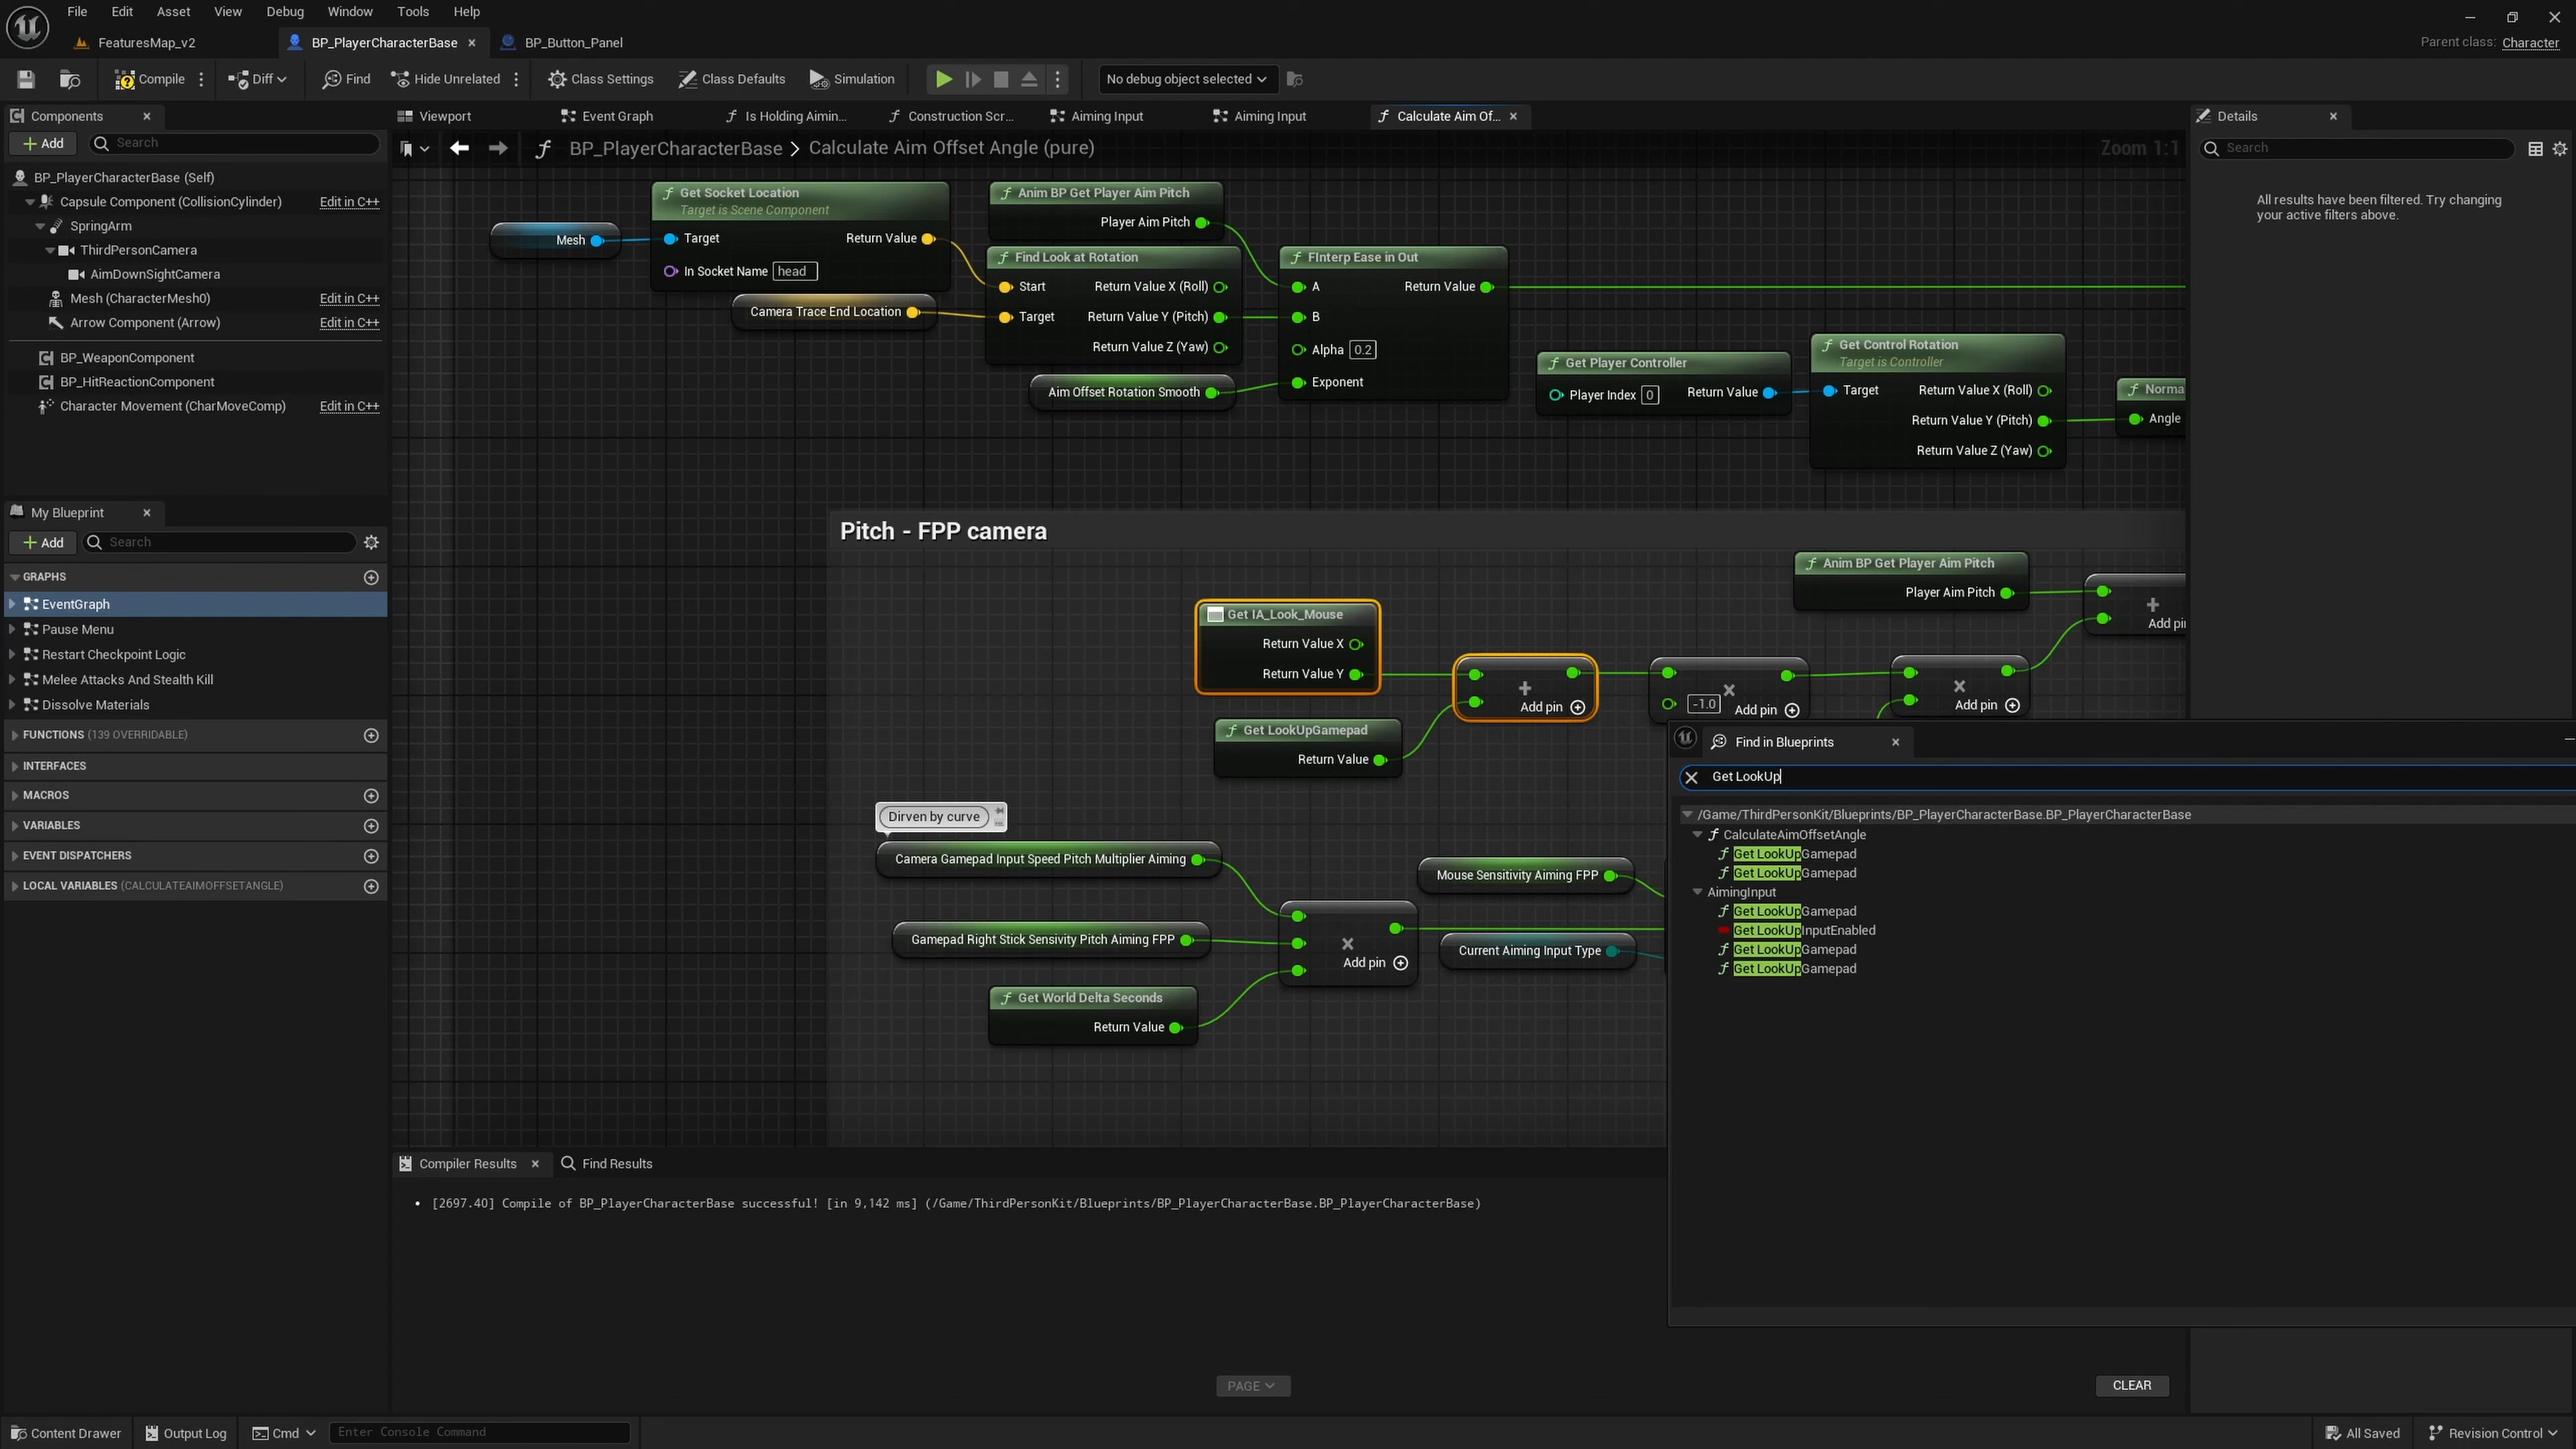 File Edit Asset View Debug Window Tools Help
FeaturesMap_v2 BP_PlayerCharacterBase BP_Button_Panel
Parent class: Character
Compile Diff Find Hide Unrelated Class Settings Class Defaults Simulation No debug object selected
Components
Add Search
BP_PlayerCharacterBase (Self)
Capsule Component (CollisionCylinder) Edit in C++
SpringArm
ThirdPersonCamera
AimDownSightCamera
Mesh (CharacterMesh0) Edit in C++
Arrow Component (Arrow) Edit in C++
BP_WeaponComponent
BP_HitReactionComponent
Character Movement (CharMoveComp) Edit in C++
My Blueprint
Add Search
GRAPHS
EventGraph
Pause Menu
Restart Checkpoint Logic
Melee Attacks And Stealth Kill
Dissolve Materials
FUNCTIONS (139 OVERRIDABLE)
INTERFACES
MACROS
VARIABLES
EVENT DISPATCHERS
LOCAL VARIABLES (CALCULATEAIMOFFSETANGLE)
Viewport Event Graph Is Holding Aimin... Construction Scr... Aiming Input Aiming Input Calculate Aim Of...
BP_PlayerCharacterBase > Calculate Aim Offset Angle (pure)
Zoom 1:1
Mesh
Get Socket Location
Target is Scene Component
Target Return Value
In Socket Name head
Camera Trace End Location
Anim BP Get Player Aim Pitch
Player Aim Pitch
Find Look at Rotation
Start Return Value X (Roll)
Target Return Value Y (Pitch)
Return Value Z (Yaw)
Aim Offset Rotation Smooth
FInterp Ease in Out
A Return Value
B
Alpha 0.2
Exponent
Get Player Controller
Player Index 0 Return Value
Get Control Rotation
Target is Controller
Target Return Value X (Roll)
Return Value Y (Pitch)
Return Value Z (Yaw)
Norma
Angle
Pitch - FPP camera
Get IA_Look_Mouse
Return Value X
Return Value Y
Get LookUpGamepad
Return Value
Add pin
-1.0 Add pin
Add pin
Anim BP Get Player Aim Pitch
Player Aim Pitch
Add pi
Dirven by curve
Camera Gamepad Input Speed Pitch Multiplier Aiming
Gamepad Right Stick Sensivity Pitch Aiming FPP
Get World Delta Seconds
Return Value
Add pin
Mouse Sensitivity Aiming FPP
Current Aiming Input Type
Find in Blueprints
Get LookUp
/Game/ThirdPersonKit/Blueprints/BP_PlayerCharacterBase.BP_PlayerCharacterBase
CalculateAimOffsetAngle
Get LookUpGamepad
Get LookUpGamepad
AimingInput
Get LookUpGamepad
Get LookUpInputEnabled
Get LookUpGamepad
Get LookUpGamepad
Details
Search
All results have been filtered. Try changing
your active filters above.
Compiler Results Find Results
[2697.40] Compile of BP_PlayerCharacterBase successful! [in 9,142 ms] (/Game/ThirdPersonKit/Blueprints/BP_PlayerCharacterBase.BP_PlayerCharacterBase)
PAGE CLEAR
Content Drawer Output Log Cmd Enter Console Command All Saved Revision Control